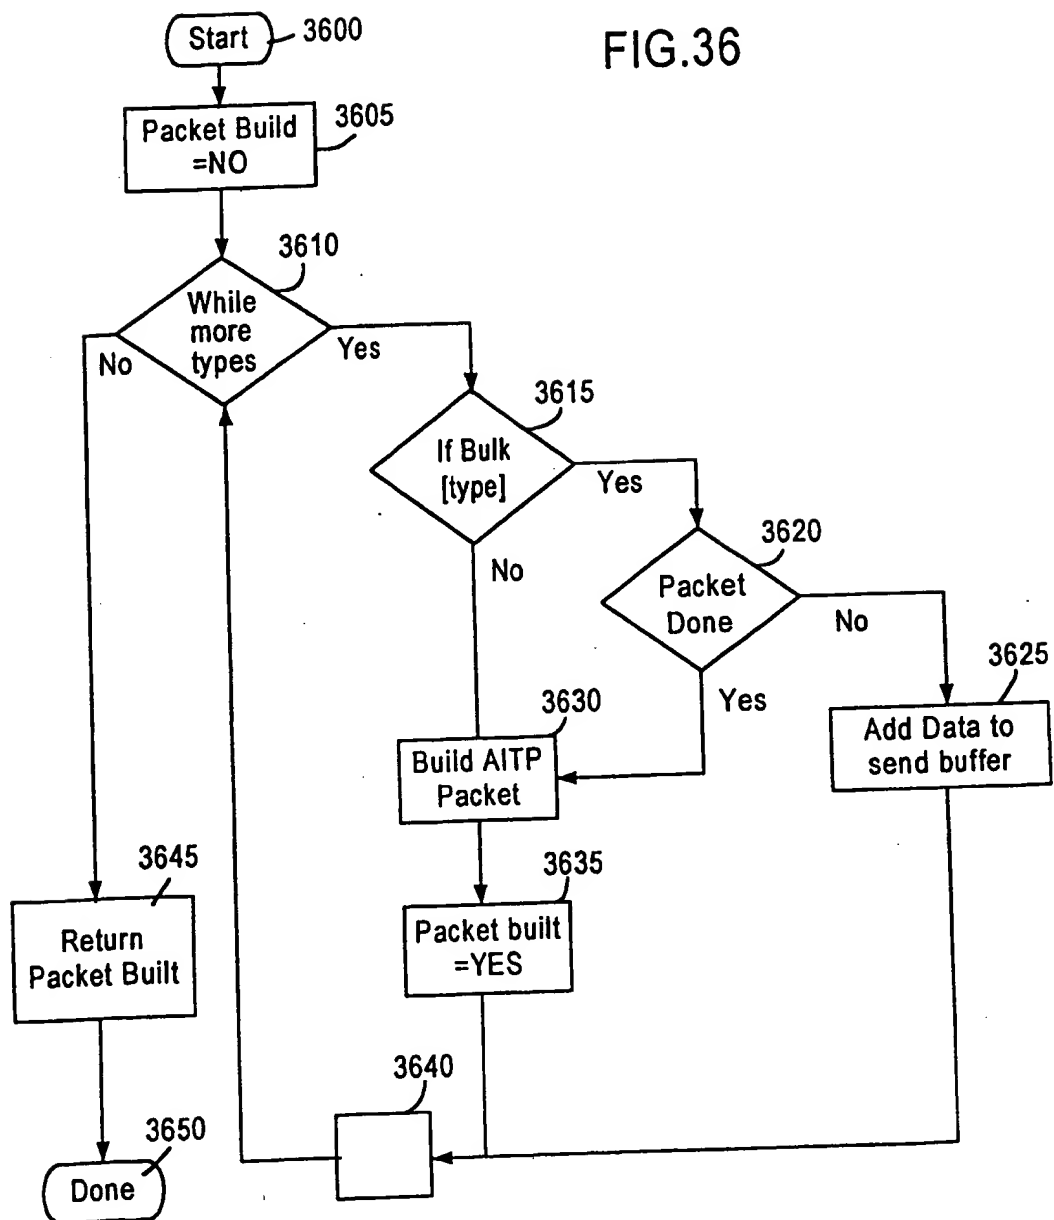 FIG.36
Start
3600
Packet Build
=NO
3605
While
more
types
3610
No
Yes
If Bulk
[type]
3615
Yes
No
Packet
Done
3620
No
Yes
Add Data to
send buffer
3625
Build AITP
Packet
3630
Packet built
=YES
3635
3640
Return
Packet Built
3645
Done
3650